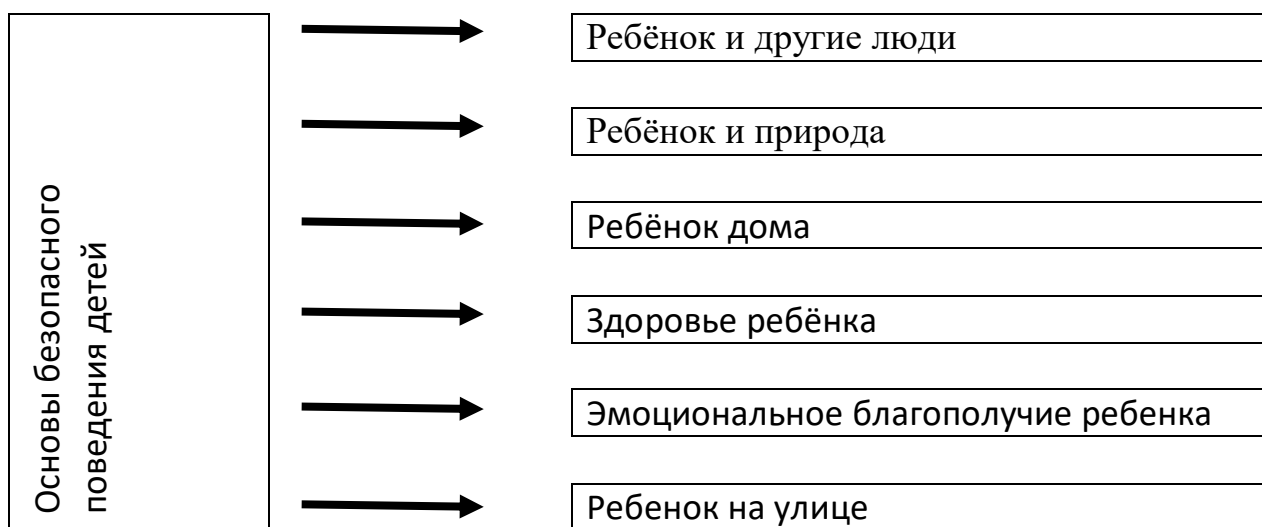 Основы безопасного
поведения детей
Ребёнок и другие люди
Ребёнок и природа
Ребёнок дома
Здоровье ребёнка
Эмоциональное благополучие ребенка
Ребенок на улице